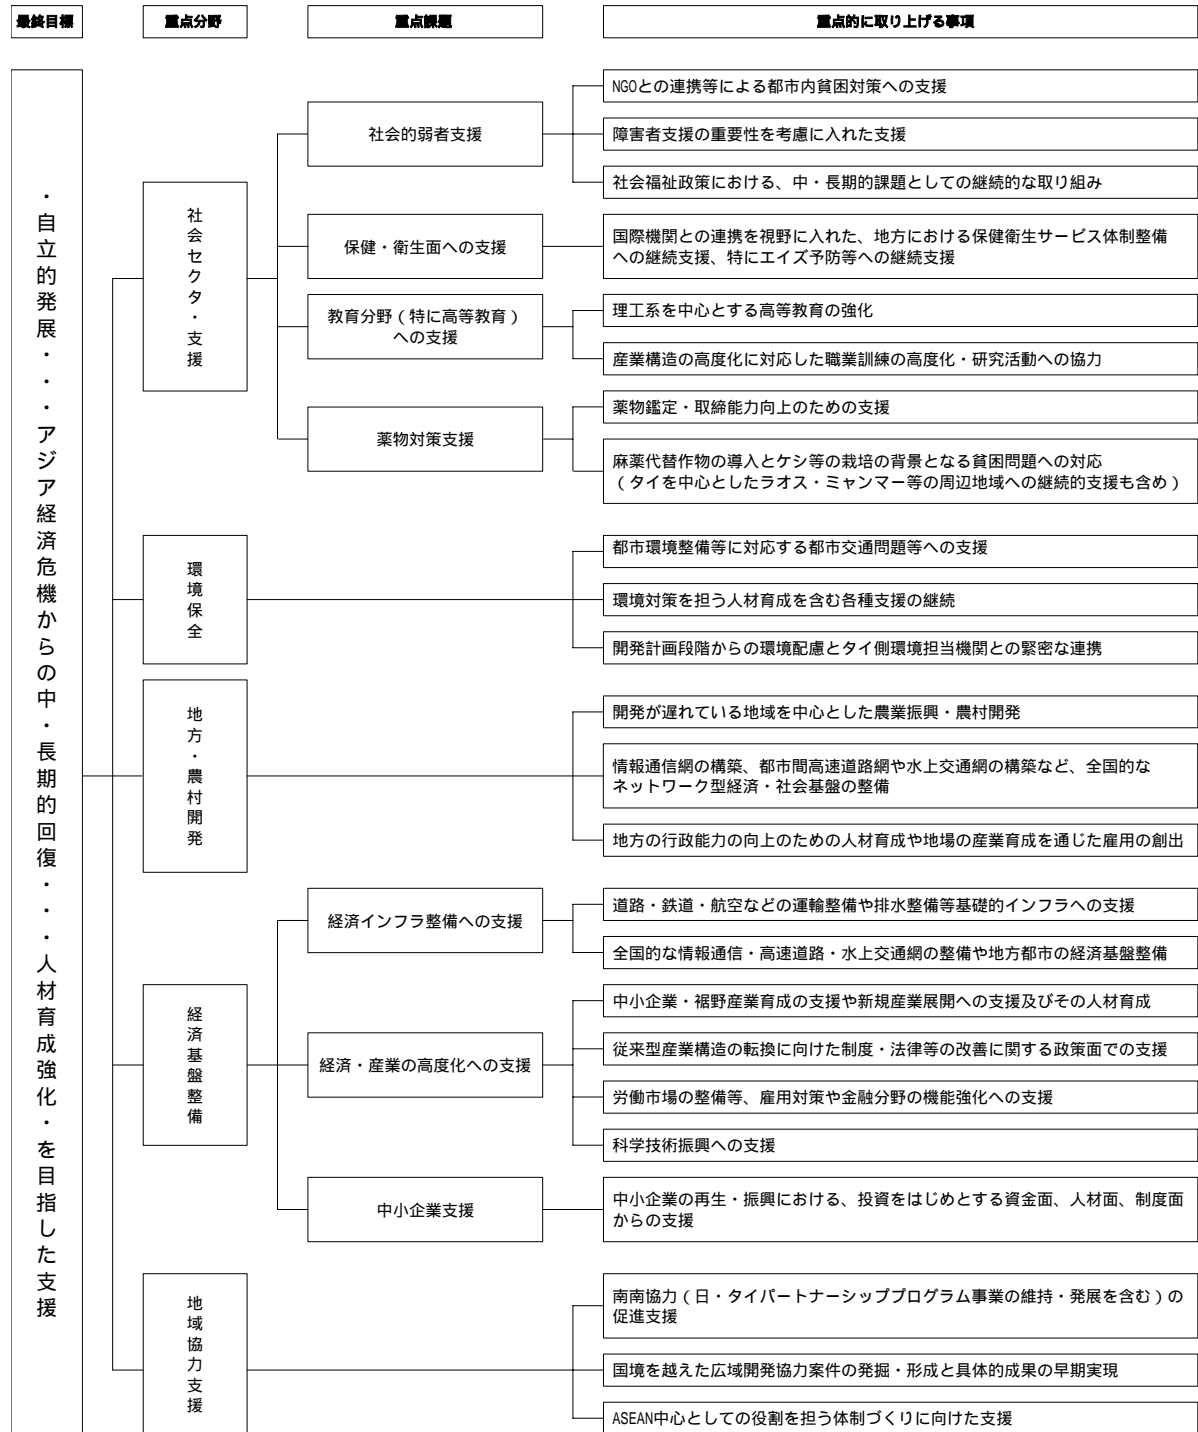 最終目標
重点分野
重点課題
重点的に取り上げる事項
・自立的発展・・・アジア経済危機からの中・長期的回復・・・人材育成強化・を目指した支援
社会セクタ・支援
社会的弱者支援
NGOとの連携等による都市内貧困対策への支援
障害者支援の重要性を考慮に入れた支援
社会福祉政策における、中・長期的課題としての継続的な取り組み
保健・衛生面への支援
国際機関との連携を視野に入れた、地方における保健衛生サービス体制整備
への継続支援、特にエイズ予防等への継続支援
教育分野(特に高等教育)
への支援
理工系を中心とする高等教育の強化
産業構造の高度化に対応した職業訓練の高度化・研究活動への協力
薬物対策支援
薬物鑑定・取締能力向上のための支援
麻薬代替作物の導入とケシ等の栽培の背景となる貧困問題への対応
(タイを中心としたラオス・ミャンマー等の周辺地域への継続的支援も含め)
環境保全
都市環境整備等に対応する都市交通問題等への支援
環境対策を担う人材育成を含む各種支援の継続
開発計画段階からの環境配慮とタイ側環境担当機関との緊密な連携
地方・農村開発
開発が遅れている地域を中心とした農業振興・農村開発
情報通信網の構築、都市間高速道路網や水上交通網の構築など、全国的な
ネットワーク型経済・社会基盤の整備
地方の行政能力の向上のための人材育成や地場の産業育成を通じた雇用の創出
経済基盤整備
経済インフラ整備への支援
道路・鉄道・航空などの運輸整備や排水整備等基礎的インフラへの支援
全国的な情報通信・高速道路・水上交通網の整備や地方都市の経済基盤整備
経済・産業の高度化への支援
中小企業・裾野産業育成の支援や新規産業展開への支援及びその人材育成
従来型産業構造の転換に向けた制度・法律等の改善に関する政策面での支援
労働市場の整備等、雇用対策や金融分野の機能強化への支援
科学技術振興への支援
中小企業支援
中小企業の再生・振興における、投資をはじめとする資金面、人材面、制度面
からの支援
地域協力支援
南南協力(日・タイパートナーシッププログラム事業の維持・発展を含む)の
促進支援
国境を越えた広域開発協力案件の発掘・形成と具体的成果の早期実現
ASEAN中心としての役割を担う体制づくりに向けた支援